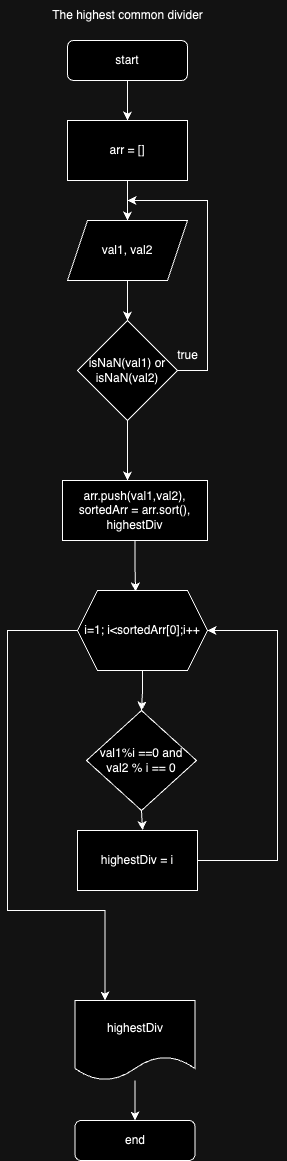 The highest common divider
start
arr = []
val1, val2
isNaN(val1) or
isNaN(val2)
true
arr.push(val1,val2),
sortedArr = arr.sort(),
highestDiv
i=1; i<sortedArr[0];i++
val1%i ==0 and
val2 % i == 0
highestDiv = i
highestDiv
end